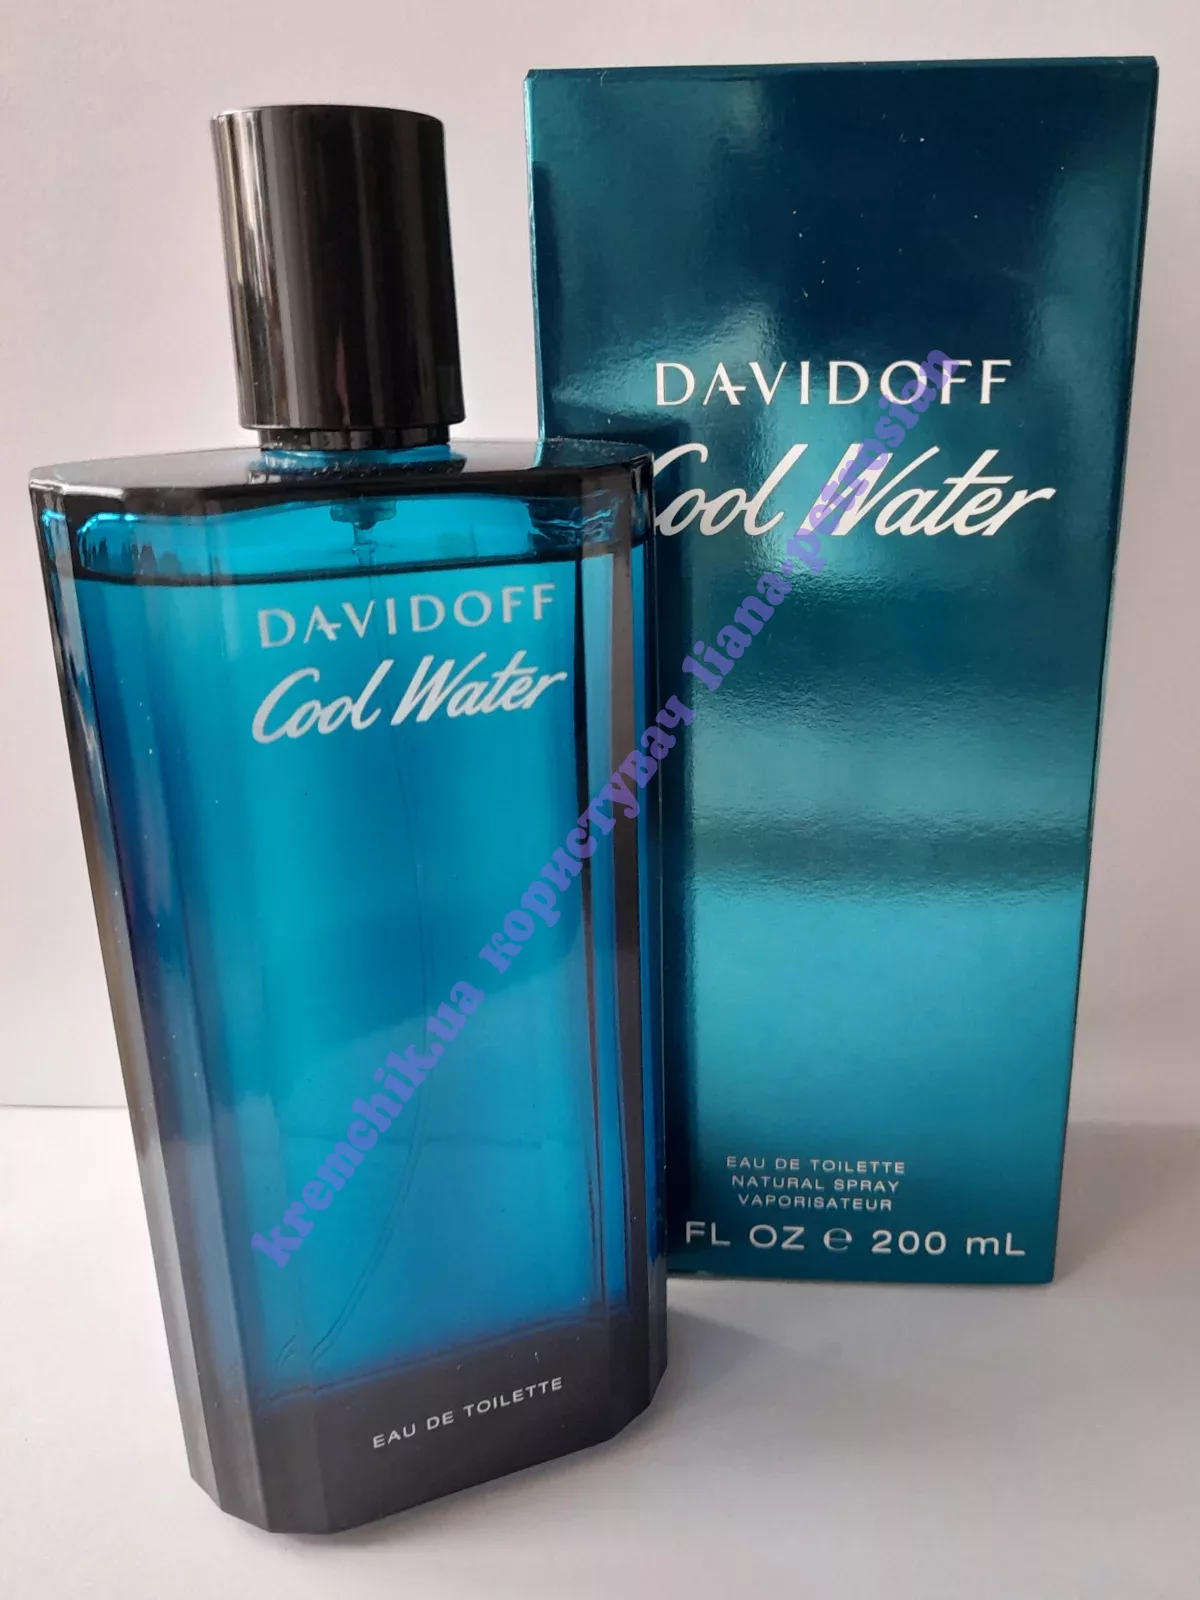 DAVIDOFF
Cool Water
EAU DE TOILETTE
NATURAL SPRAY
VAPORISATEUR
FL OZ ℮ 200 mL
DAVIDOFF
Cool Water
EAU DE TOILETTE
kremchik.ua користувач liana-petrosian